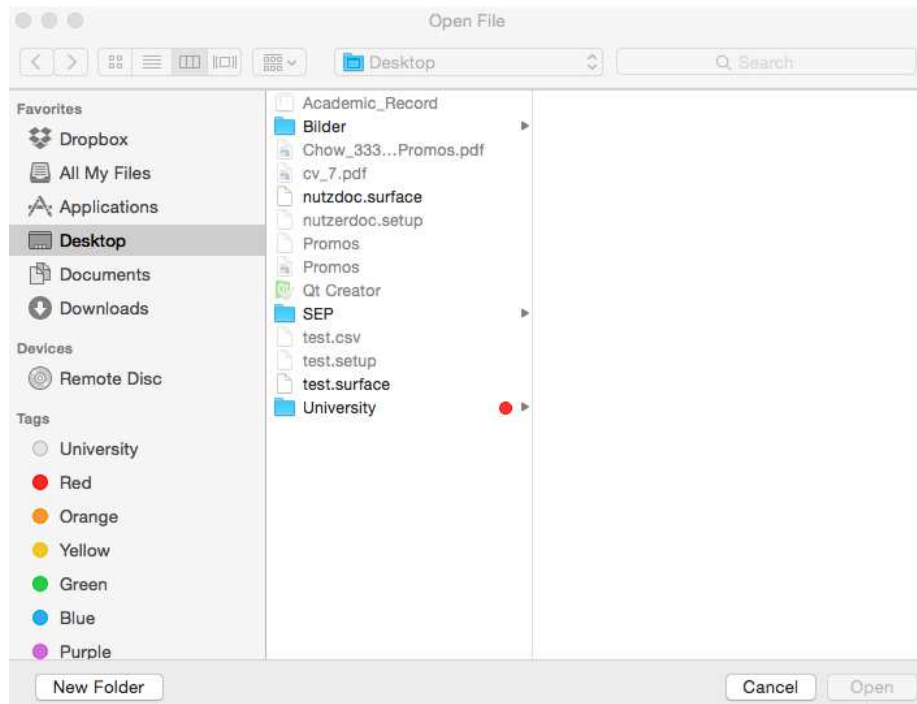 Open File
Desktop
Search
Favorites
Dropbox
All My Files
Applications
Desktop
Documents
Downloads
Devices
Remote Disc
Tags
University
Red
Orange
Yellow
Green
Blue
Purple
Academic_Record
Bilder
Chow_333...Promos.pdf
cv_7.pdf
nutzdoc.surface
nutzerdoc.setup
Promos
Promos
Qt Creator
SEP
test.csv
test.setup
test.surface
University
New Folder
Cancel
Open